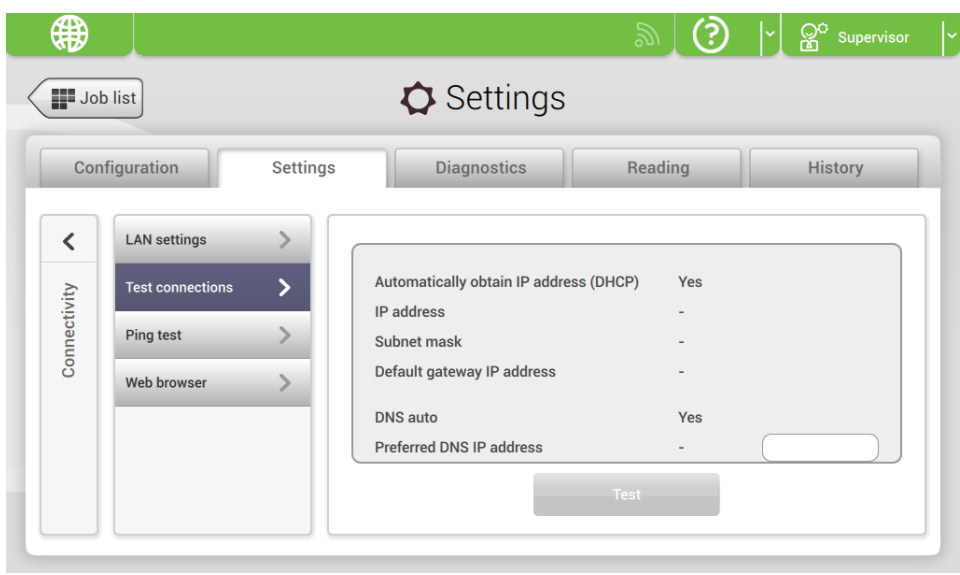 Supervisor
Job list
Settings
Configuration
Settings
Diagnostics
Reading
History
Connectivity
LAN settings
Test connections
Ping test
Web browser
Automatically obtain IP address (DHCP) Yes
IP address -
Subnet mask -
Default gateway IP address -
DNS auto Yes
Preferred DNS IP address -
Test